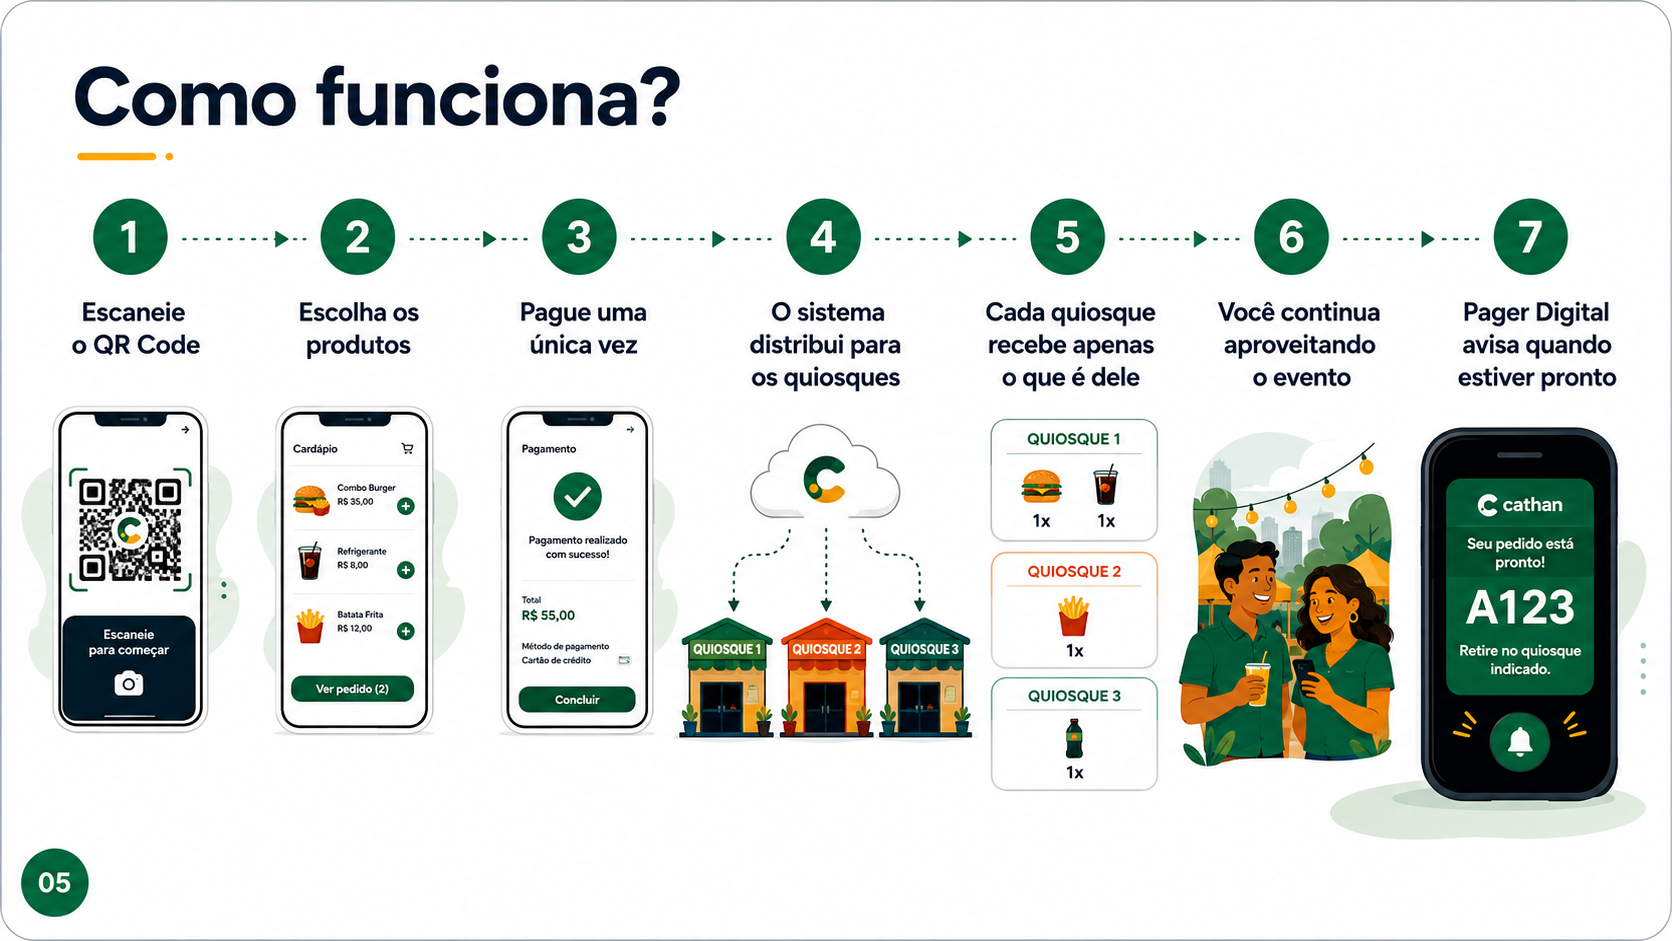 Como funciona?
1
2
3
4
5
6
7
Escaneie
o QR Code
Escolha os
produtos
Pague uma
única vez
O sistema
distribui para
os quiosques
Cada quiosque
recebe apenas
o que é dele
Você continua
aproveitando
o evento
Pager Digital
avisa quando
estiver pronto
Escaneie
para começar
Cardápio
Combo Burger
R$ 35,00
Refrigerante
R$ 8,00
Batata Frita
R$ 12,00
Ver pedido (2)
Pagamento
Pagamento realizado
com sucesso!
Total
R$ 55,00
Método de pagamento
Cartão de crédito
Concluir
QUIOSQUE 1
QUIOSQUE 2
QUIOSQUE 3
QUIOSQUE 1
1x
1x
QUIOSQUE 2
1x
QUIOSQUE 3
1x
cathan
Seu pedido está
pronto!
A123
Retire no quiosque
indicado.
05